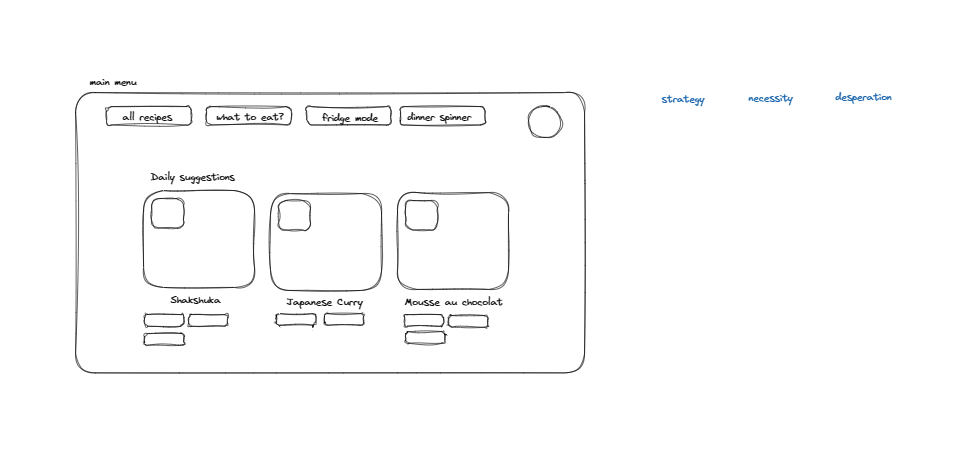 main menu
strategy necessity desperation
all recipes what to eat? fridge mode dinner spinner
Daily suggestions
Shakshuka Japanese Curry Mousse au chocolat